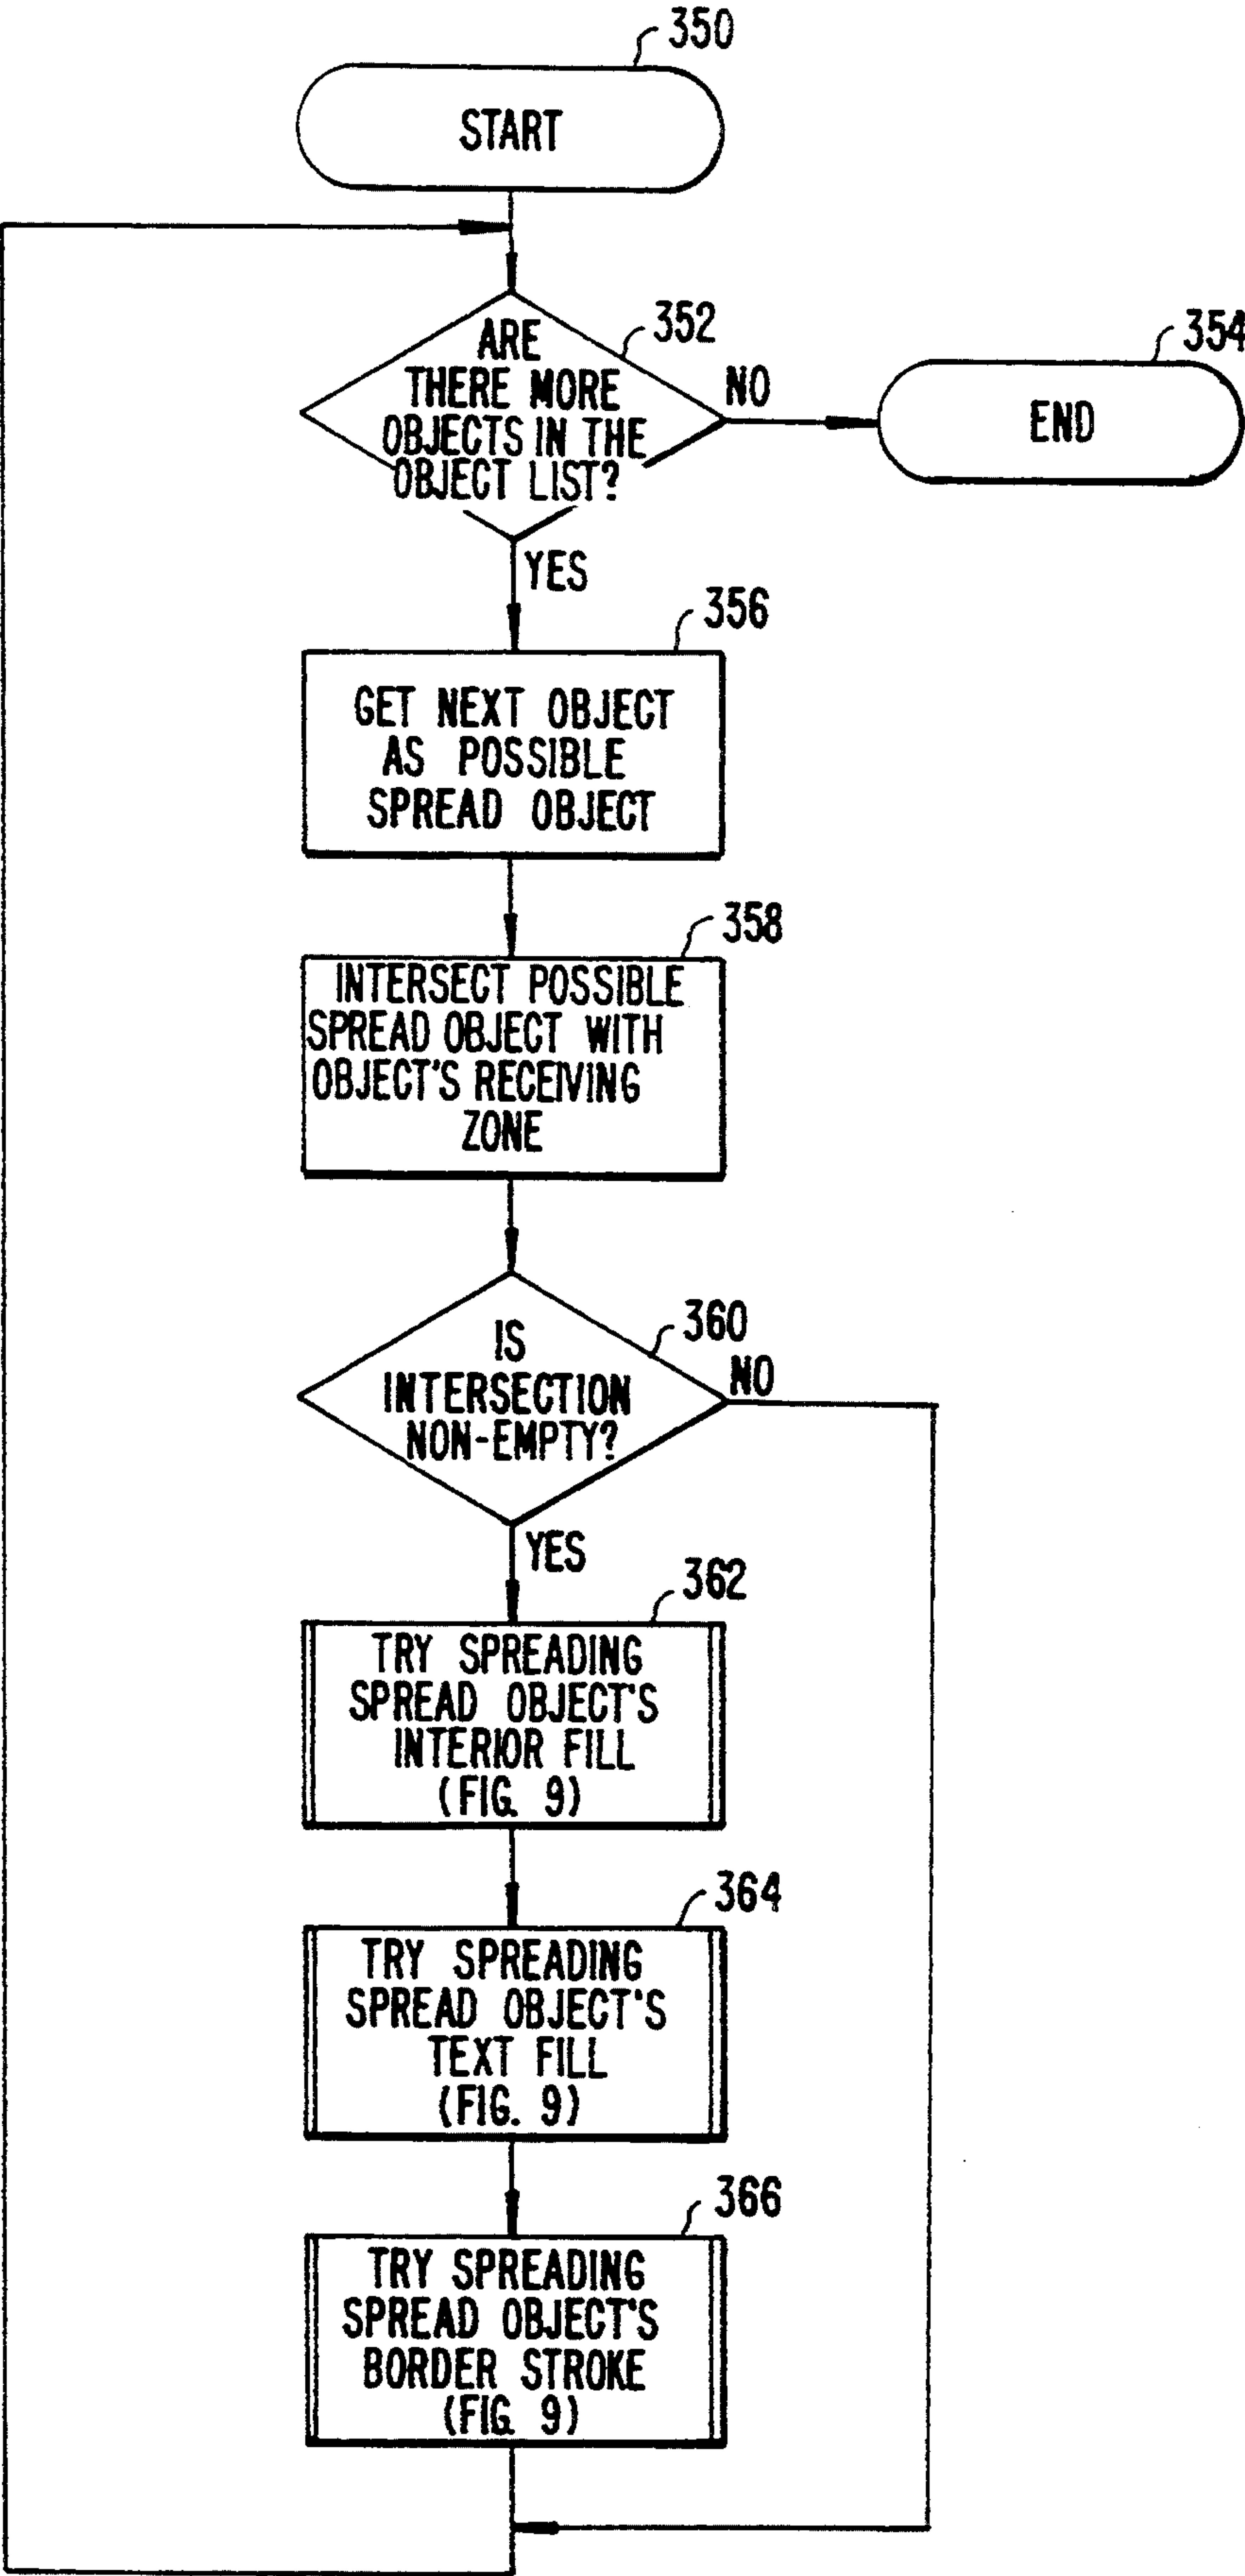 350
START
352
ARE
THERE MORE
OBJECTS IN THE
OBJECT LIST?
NO
354
END
YES
356
GET NEXT OBJECT
AS POSSIBLE
SPREAD OBJECT
358
INTERSECT POSSIBLE
SPREAD OBJECT WITH
OBJECT'S RECEIVING
ZONE
360
IS
INTERSECTION
NON-EMPTY?
NO
YES
362
TRY SPREADING
SPREAD OBJECT'S
INTERIOR FILL
(FIG. 9)
364
TRY SPREADING
SPREAD OBJECT'S
TEXT FILL
(FIG. 9)
366
TRY SPREADING
SPREAD OBJECT'S
BORDER STROKE
(FIG. 9)